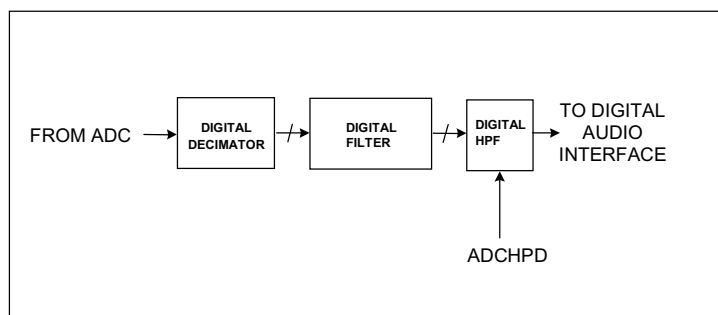 FROM ADC
DIGITAL
DECIMATOR
DIGITAL
FILTER
DIGITAL
HPF
TO DIGITAL
AUDIO
INTERFACE
ADCHPD